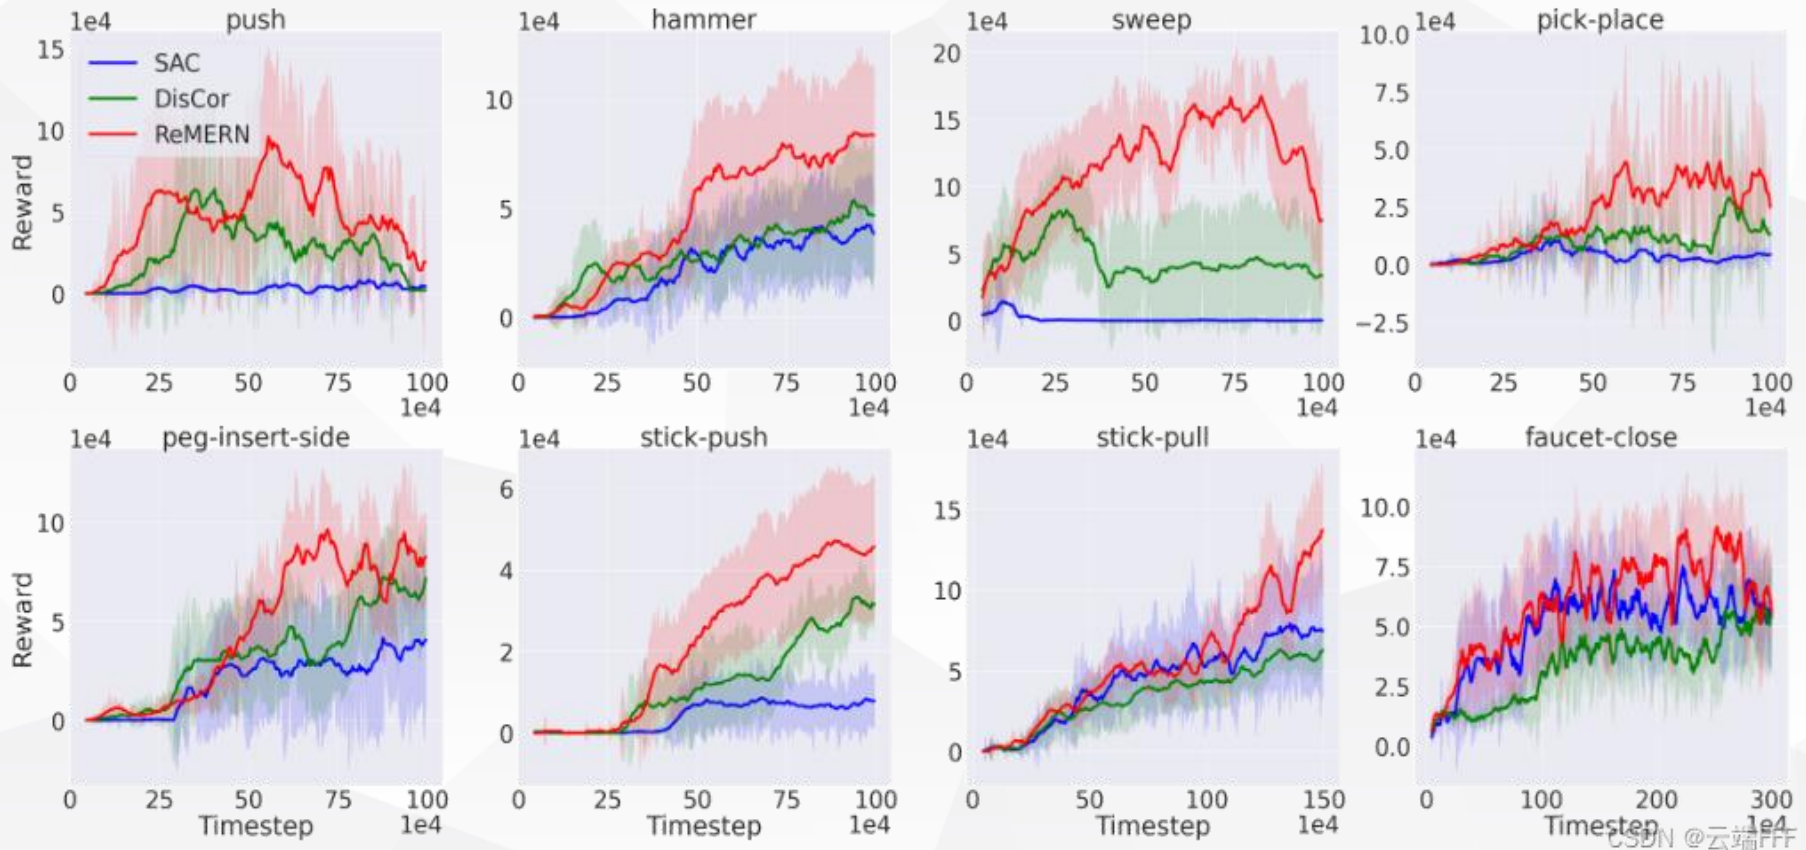 1e4 push
15
10
5
0
Reward
SAC
DisCor
ReMERN
0 25 50 75 100
1e4
1e4 hammer
10
5
0
0 25 50 75 100
1e4
1e4 sweep
20
15
10
5
0
0 25 50 75 100
1e4
1e4 pick-place
10.0
7.5
5.0
2.5
0.0
−2.5
0 25 50 75 100
1e4
1e4 peg-insert-side
10
5
0
Reward
0 25 50 75 100
Timestep 1e4
1e4 stick-push
6
4
2
0
0 25 50 75 100
Timestep 1e4
1e4 stick-pull
15
10
5
0
0 50 100 150
Timestep 1e4
1e4 faucet-close
10.0
7.5
5.0
2.5
0.0
0 100 200 300
Timestep 1e4
CSDN @云端FFF